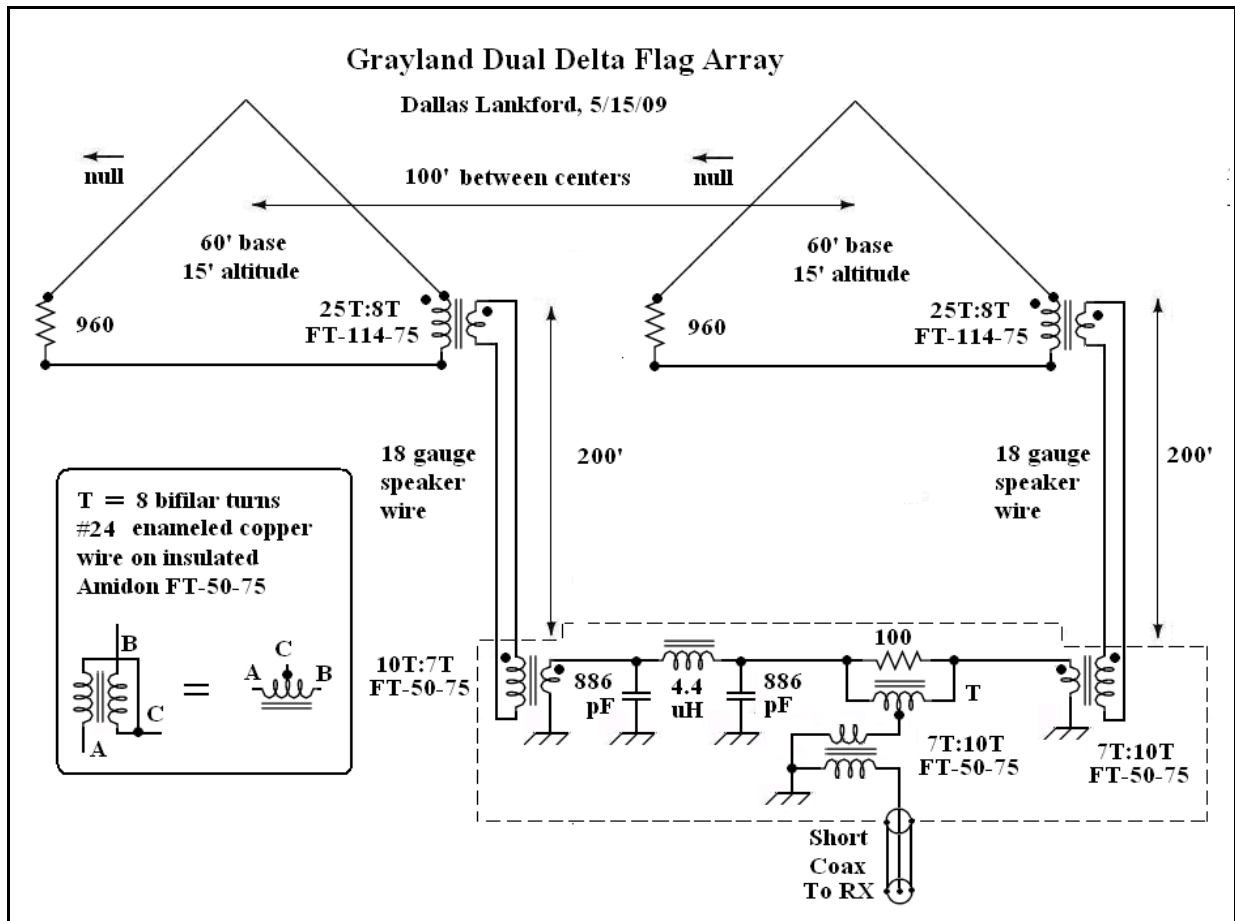 Grayland Dual Delta Flag Array
Dallas Lankford, 5/15/09
null
100' between centers
null
60' base
15' altitude
60' base
15' altitude
960
25T:8T
FT-114-75
960
25T:8T
FT-114-75
18 gauge
speaker
wire
200'
18 gauge
speaker
wire
200'
T = 8 bifilar turns
#24 enameled copper
wire on insulated
Amidon FT-50-75
B
C
A
=
C
A
B
10T:7T
FT-50-75
886
pF
4.4
uH
886
pF
100
T
7T:10T
FT-50-75
7T:10T
FT-50-75
Short
Coax
To RX